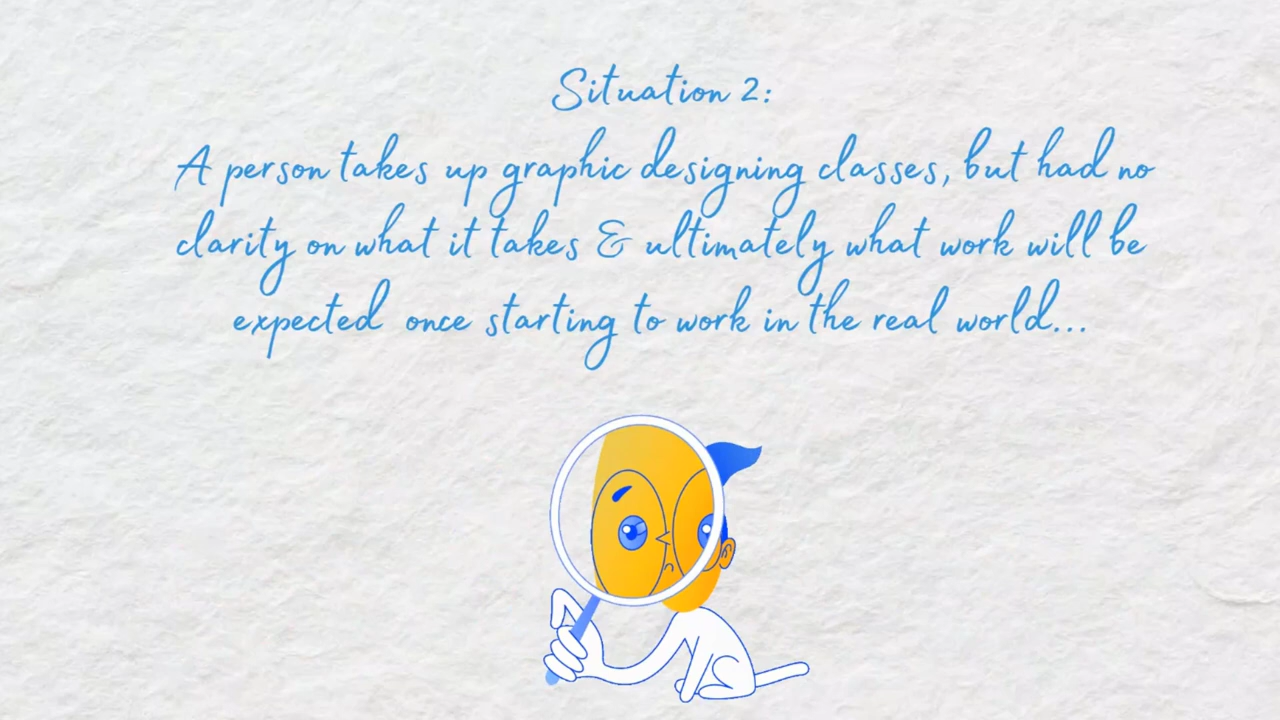 Situation 2:
A person takes up graphic designing classes, but had no
clarity on what it takes & ultimately what work will be
expected once starting to work in the real world...